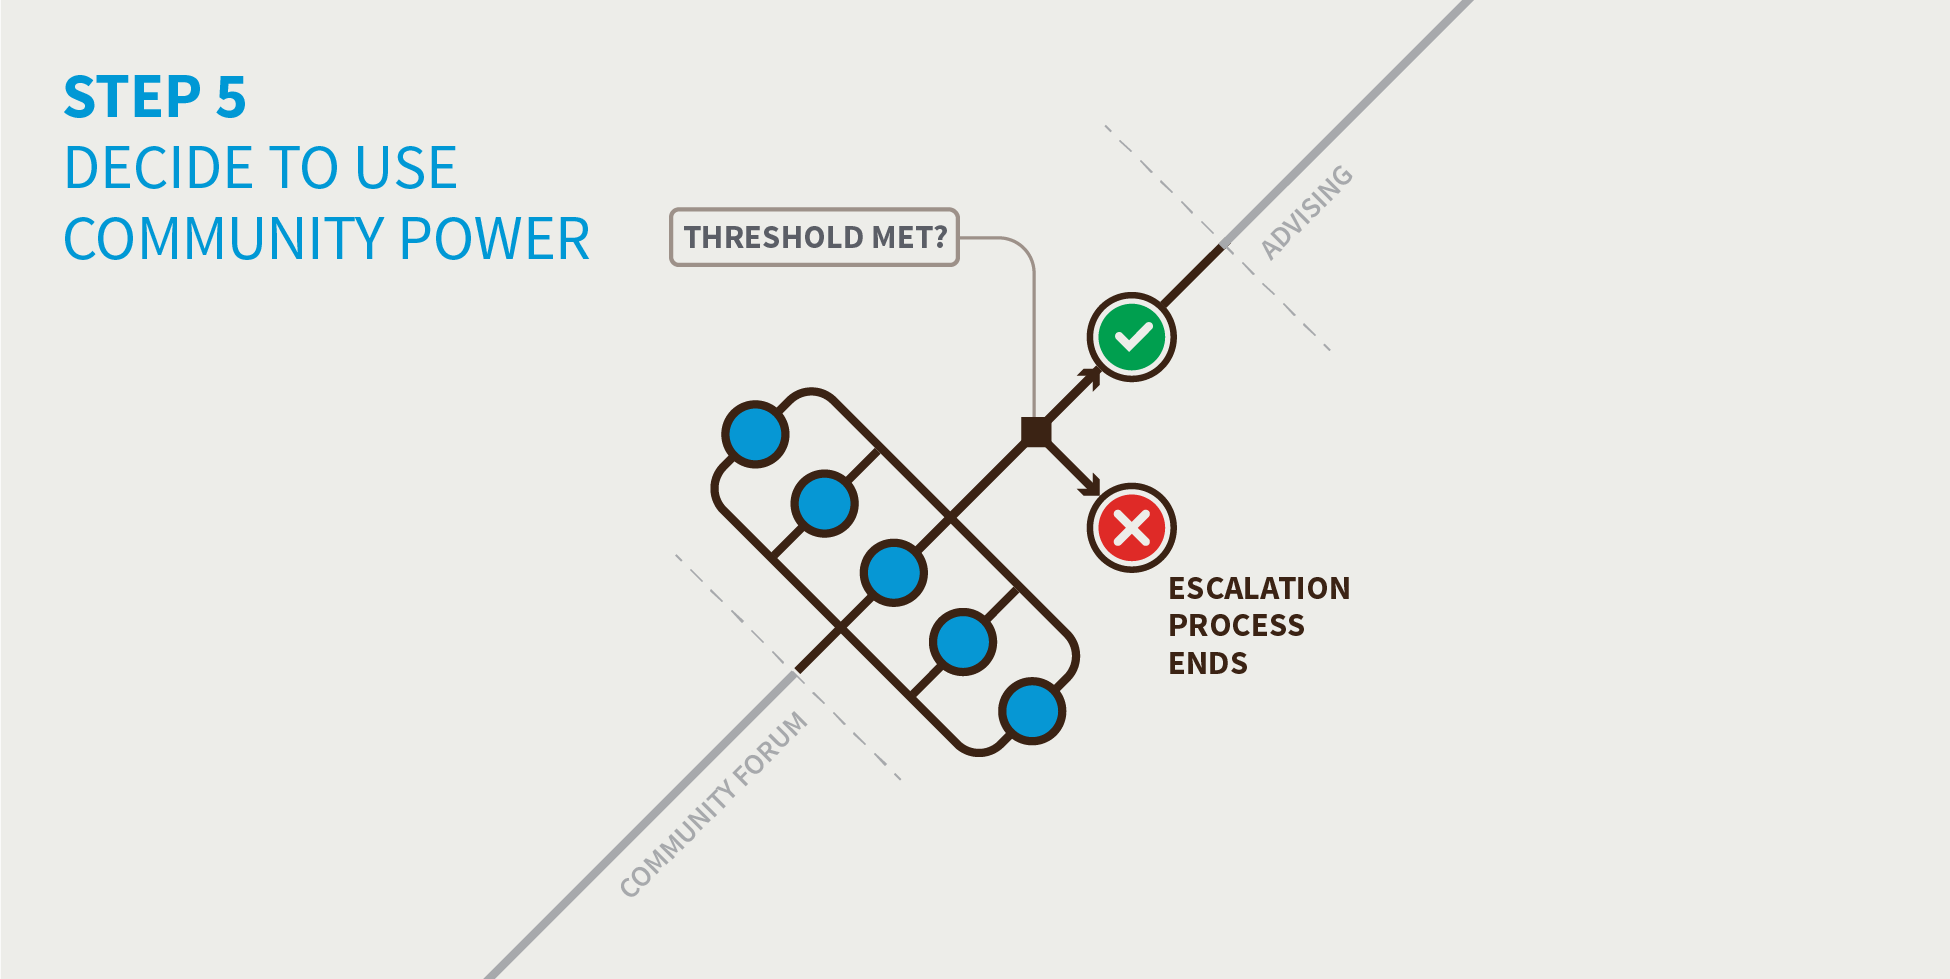 STEP 5
DECIDE TO USE
COMMUNITY POWER
THRESHOLD MET?
ADVISING
ESCALATION
PROCESS
ENDS
COMMUNITY FORUM